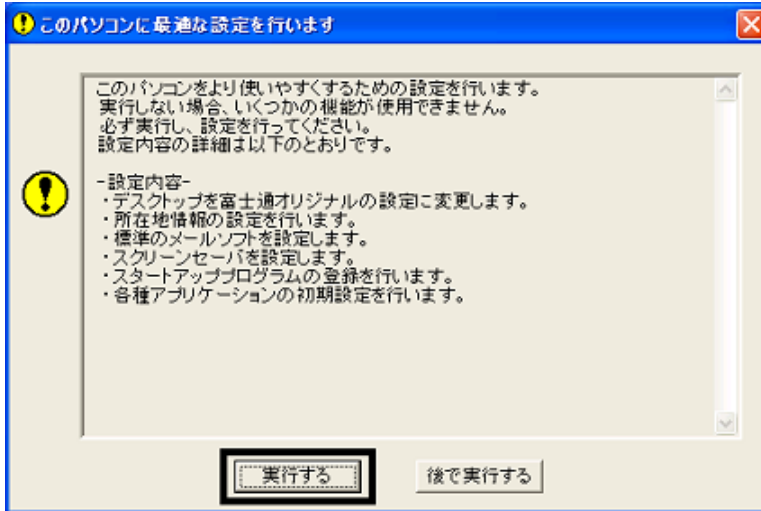 このパソコンに最適な設定を行います
このパソコンをより使いやすくするための設定を行います。
実行しない場合、いくつかの機能が使用できません。
必ず実行し、設定を行ってください。
設定内容の詳細は以下のとおりです。
-設定内容-
・デスクトップを富士通オリジナルの設定に変更します。
・所在地情報の設定を行います。
・標準のメールソフトを設定します。
・スクリーンセーバを設定します。
・スタートアッププログラムの登録を行います。
・各種アプリケーションの初期設定を行います。
実行する
後で実行する